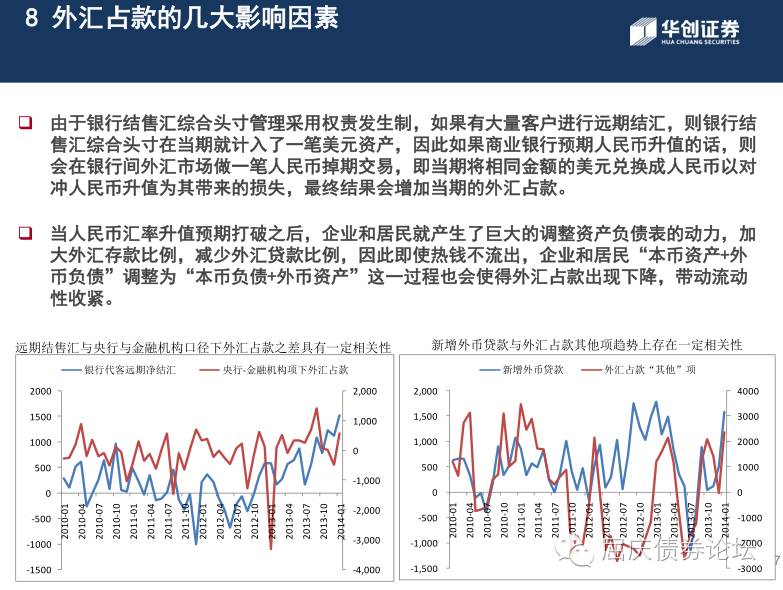 8 外汇占款的几大影响因素
华创证券
HUA CHUANG SECURITIES
由于银行结售汇综合头寸管理采用权责发生制，如果有大量客户进行远期结汇，则银行结
售汇综合头寸在当期就计入了一笔美元资产，因此如果商业银行预期人民币升值的话，则
会在银行间外汇市场做一笔人民币掉期交易，即当期将相同金额的美元兑换成人民币以对
冲人民币升值为其带来的损失，最终结果会增加当期的外汇占款。
当人民币汇率升值预期打破之后，企业和居民就产生了巨大的调整资产负债表的动力，加
大外汇存款比例，减少外汇贷款比例，因此即使热钱不流出，企业和居民“本币资产+外
币负债”调整为“本币负债+外币资产”这一过程也会使得外汇占款出现下降，带动流动
性收紧。
远期结售汇与央行与金融机构口径下外汇占款之差具有一定相关性
银行代客远期净结汇 央行-金融机构项下外汇占款
2000
1500
1000
500
0
-500
-1000
-1500
2,000
1,000
0
-1,000
-2,000
-3,000
-4,000
2010-01 2010-04 2010-07 2010-10 2011-01 2011-04 2011-07 2011-10 2012-01 2012-04 2012-07 2012-10 2013-01 2013-04 2013-07 2013-10 2014-01
新增外币贷款与外汇占款其他项趋势上存在一定相关性
新增外币贷款 外汇占款“其他”项
2,000
1,500
1,000
500
0
-500
-1,000
-1,500
4000
3000
2000
1000
0
-1000
-2000
-3000
2010-01 2010-04 2010-07 2010-10 2011-01 2011-04 2011-07 2011-10 2012-01 2012-04 2012-07 2012-10 2013-01 2013-04 2013-07 2013-10 2014-01
屈庆债券论坛
7